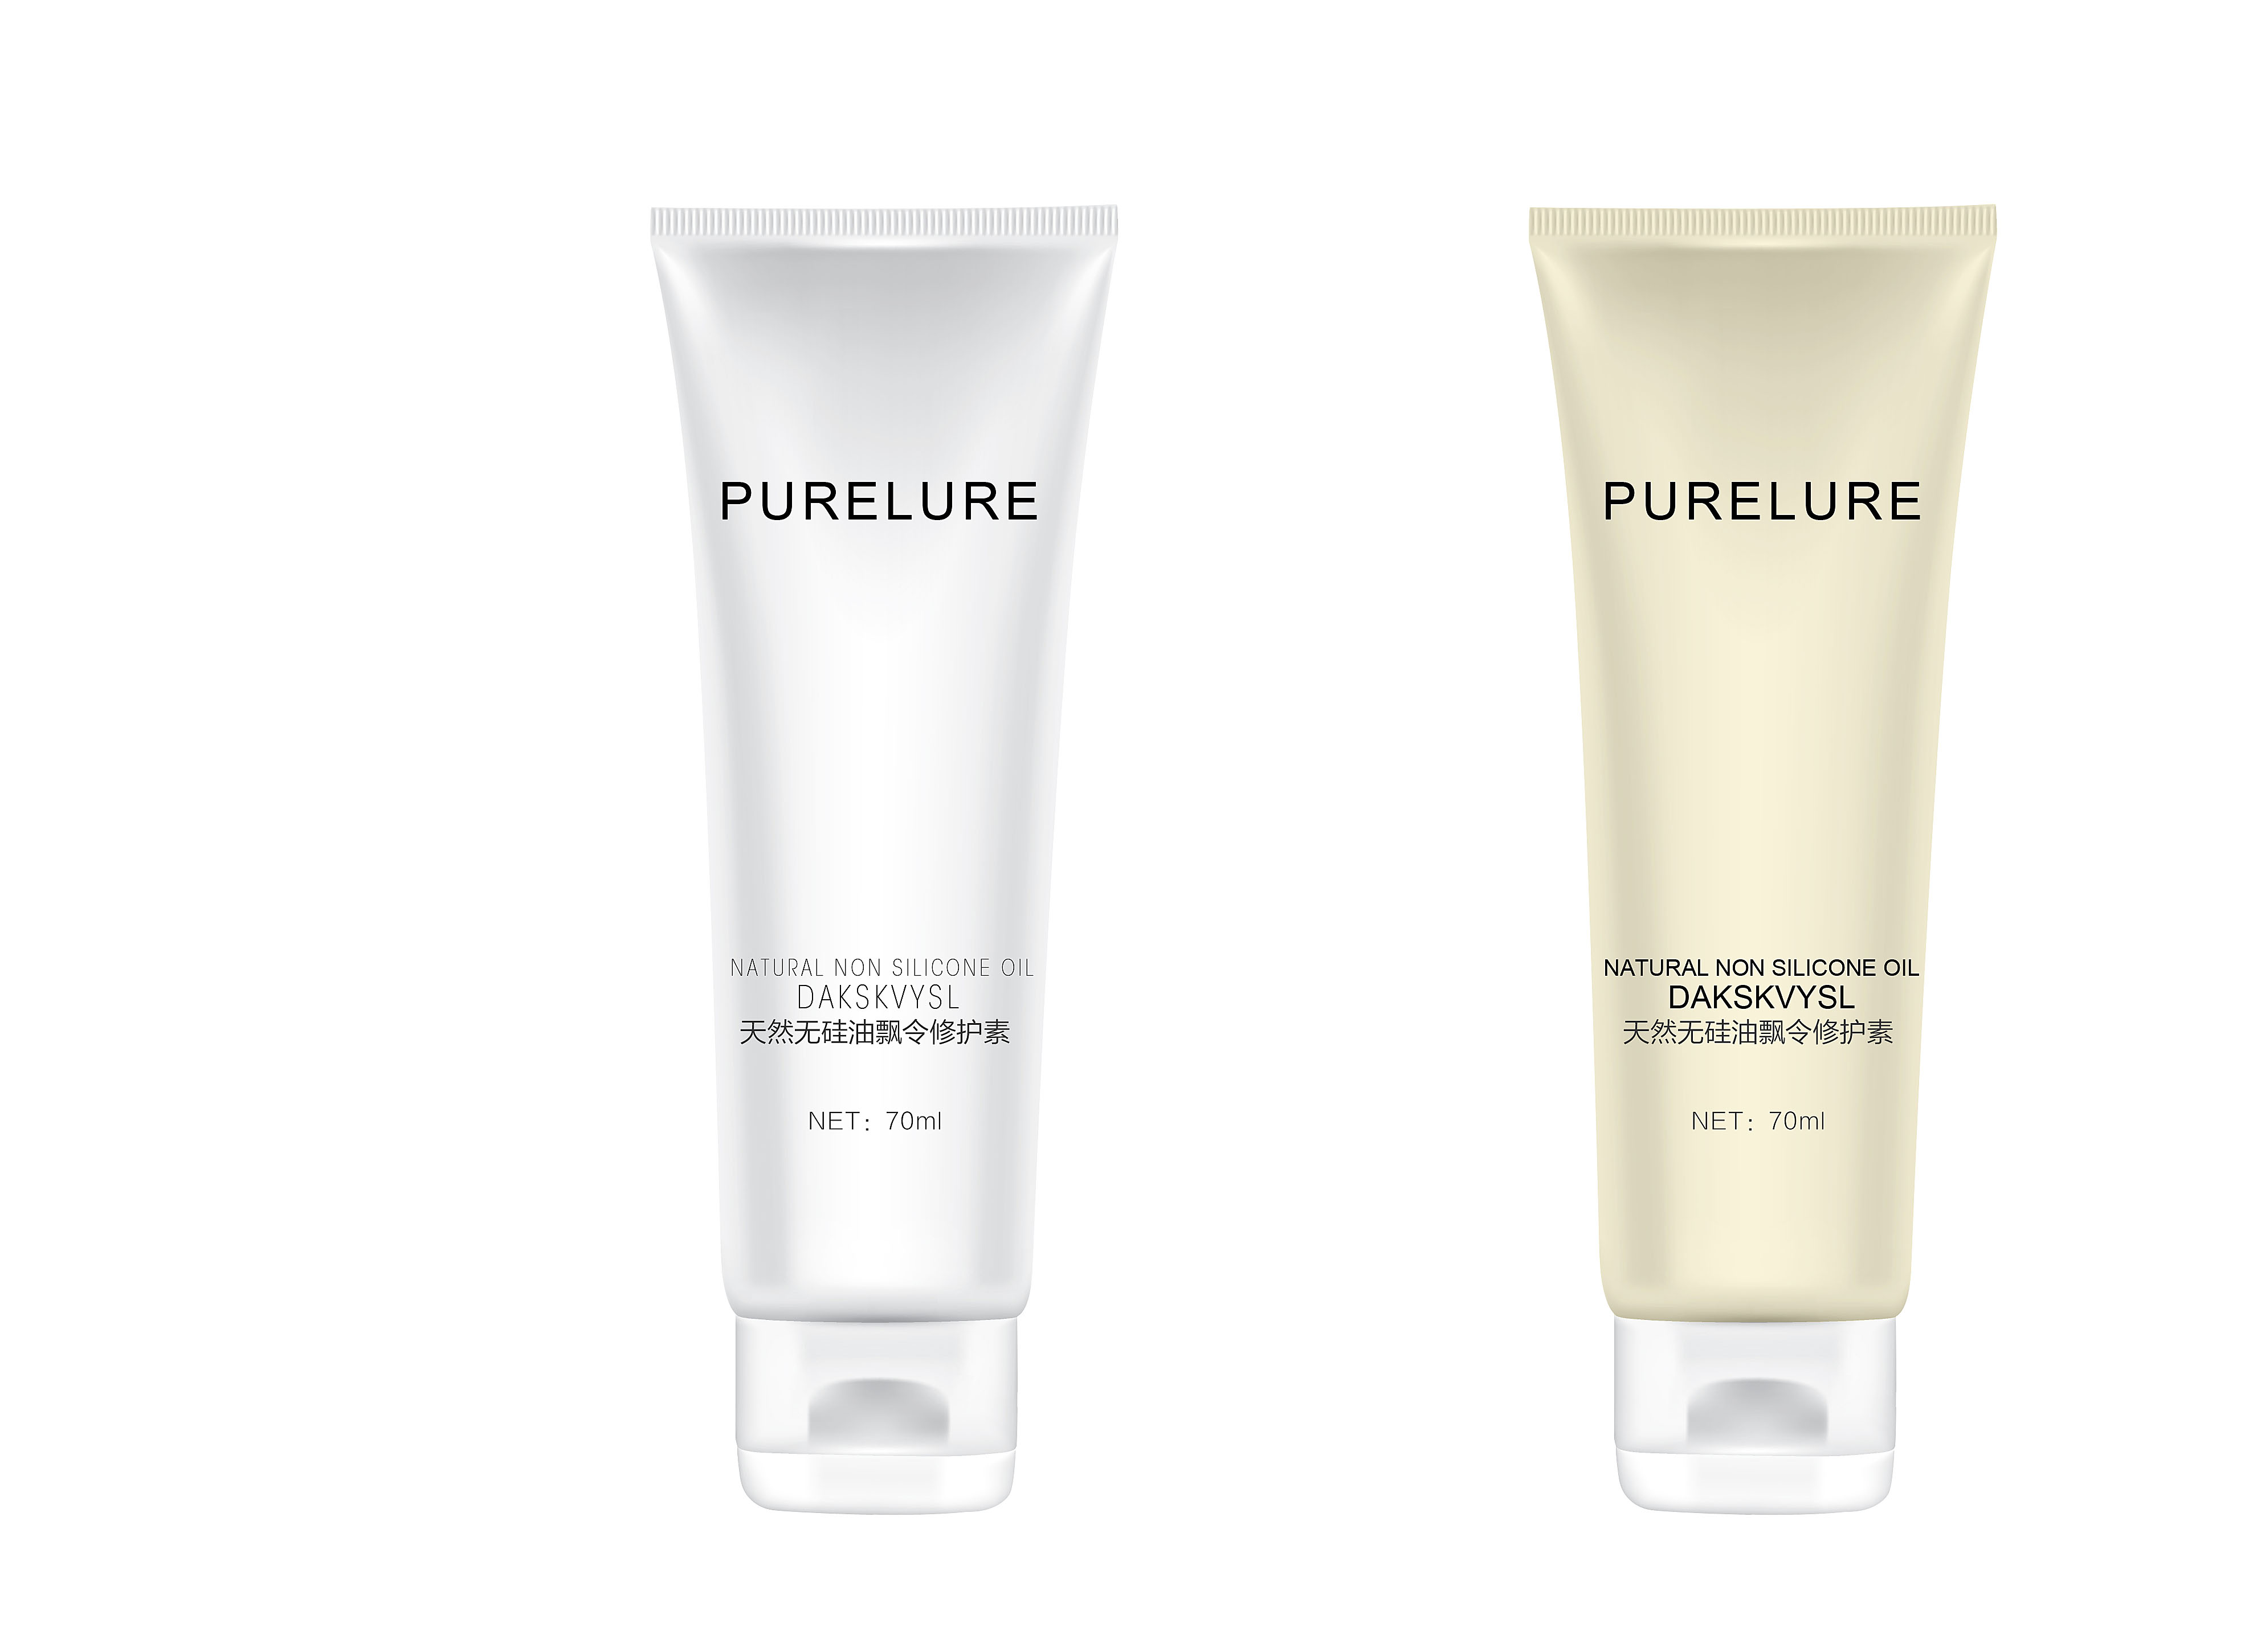 PURELURE
NATURAL NON SILICONE OIL
DAKSKVYSL
天然无硅油飘令修护素
NET：70ml
PURELURE
NATURAL NON SILICONE OIL
DAKSKVYSL
天然无硅油飘令修护素
NET：70ml